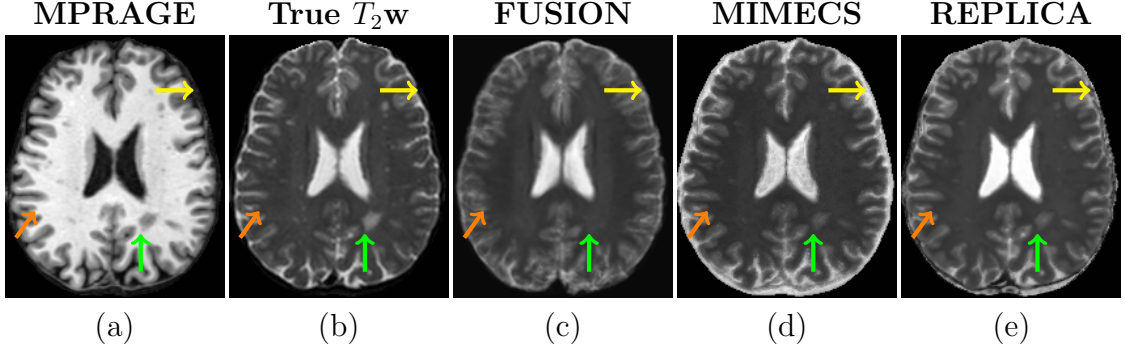 MPRAGE True T₂w FUSION MIMECS REPLICA
(a) (b) (c) (d) (e)